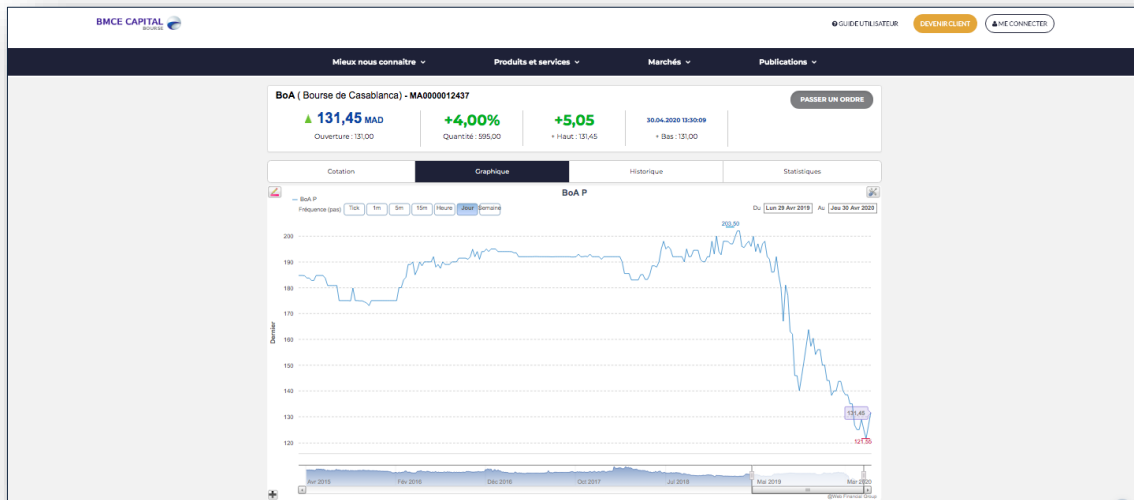 BMCE CAPITAL
BOURSE
GUIDE UTILISATEUR
DEVENIR CLIENT
ME CONNECTER
Mieux nous connaître
Produits et services
Marchés
Publications
BoA ( Bourse de Casablanca) - MA0000012437
PASSER UN ORDRE
131,45 MAD
+4,00%
+5,05
30.04.2020 13:30:09
Ouverture : 131,00
Quantité : 595,00
+ Haut : 131,45
+ Bas : 131,00
Cotation
Graphique
Historique
Statistiques
BoA P
BoA P
Fréquence (pas)
Tick
1m
5m
15m
Heure
Jour
Semaine
Du
Lun 29 Avr 2019
Au
Jeu 30 Avr 2020
203,50
200
190
180
170
160
150
140
130
120
Dernier
131,45
Avr 2015
Fév 2016
Déc 2016
Oct 2017
Jul 2018
Mai 2019
Mar 2020
@Web Financial Group